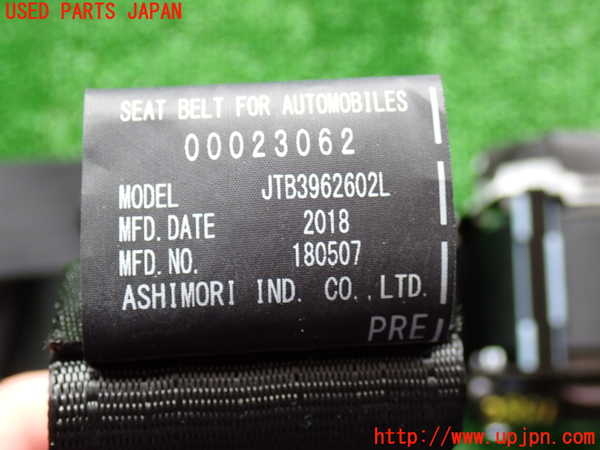 USED PARTS JAPAN
SEAT BELT FOR AUTOMOBILES
00023062
MODEL JTB3962602L
MFD. DATE 2018
MFD. NO. 180507
ASHIMORI IND. CO., LTD.
PRE
http://www.upjpn.com/